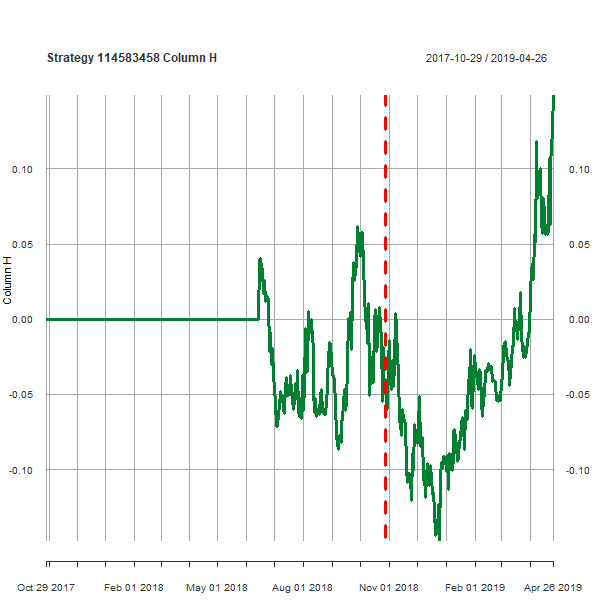 Strategy 114583458 Column H 2017-10-29 / 2019-04-26
0.10 0.10
0.05 0.05
Column H
0.00 0.00
-0.05 -0.05
-0.10 -0.10
Oct 29 2017 Feb 01 2018 May 01 2018 Aug 01 2018 Nov 01 2018 Feb 01 2019 Apr 26 2019